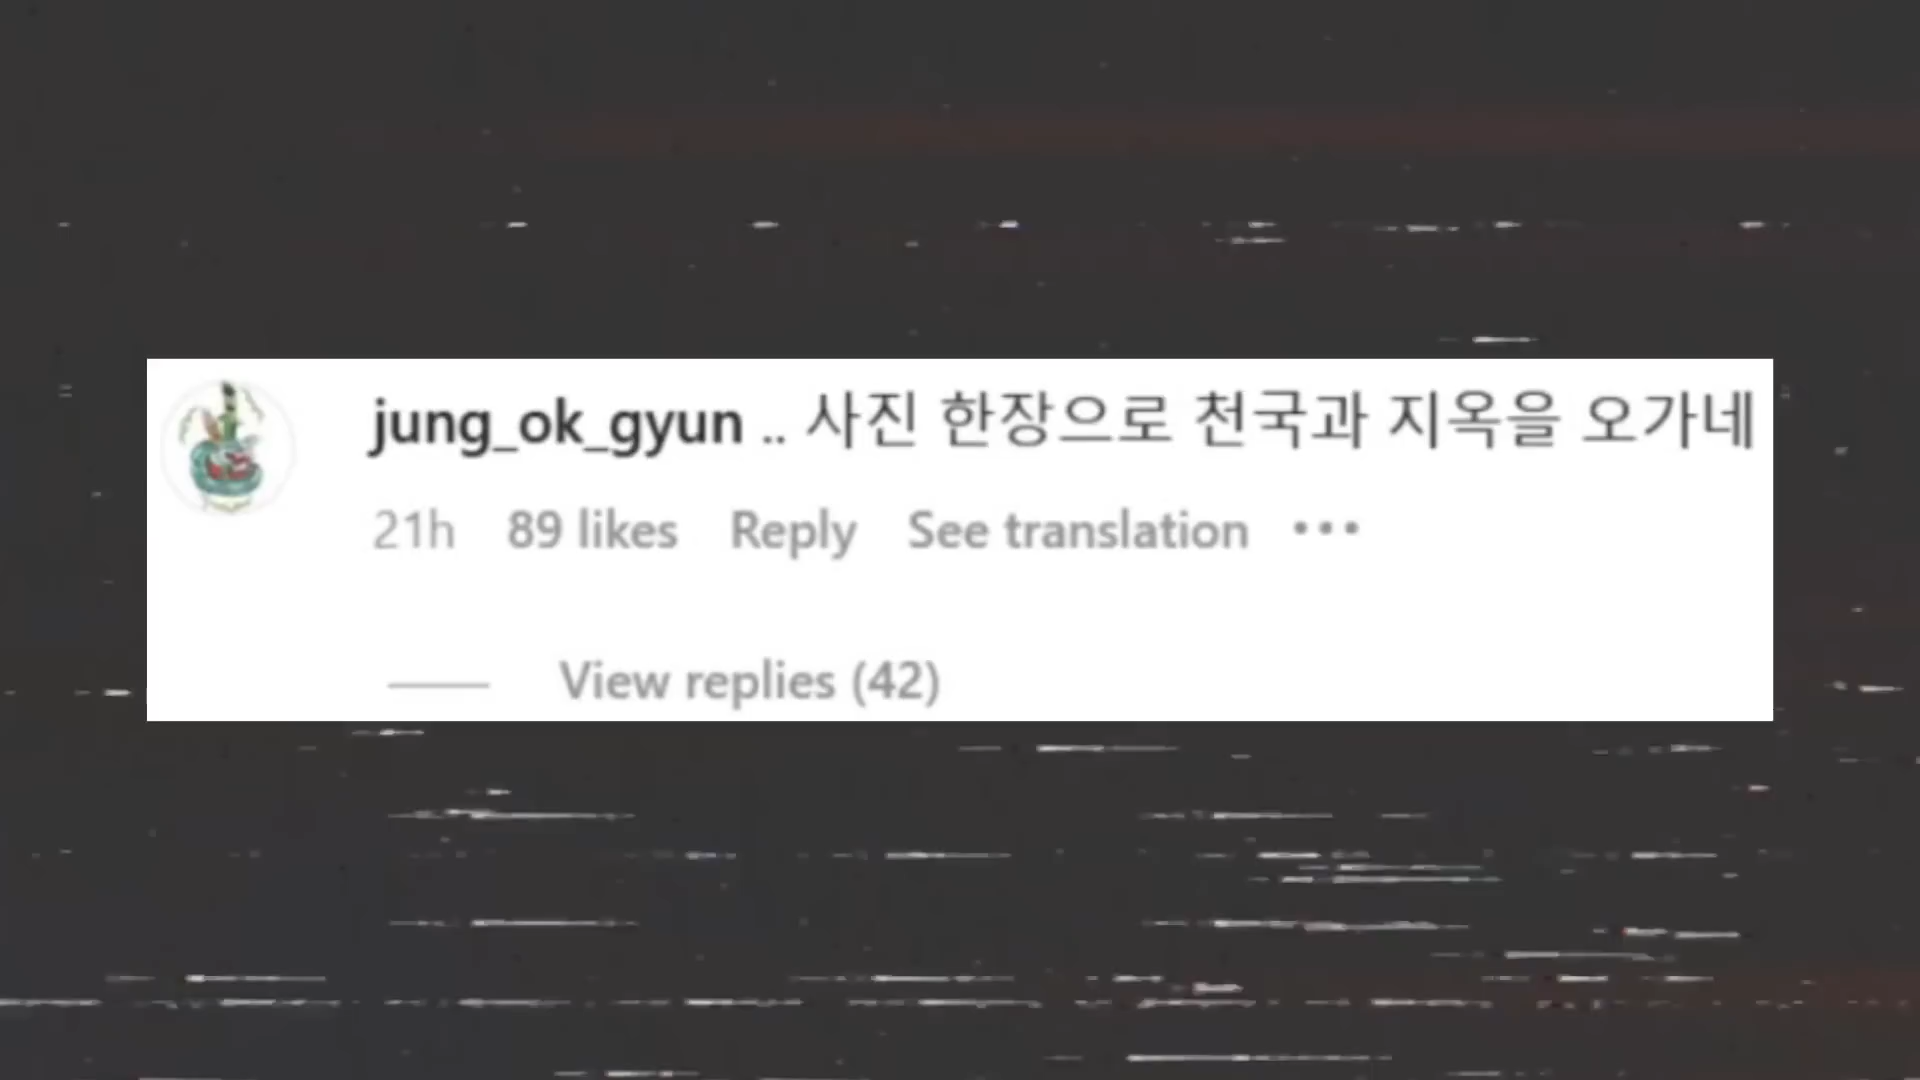 jung_ok_gyun .. 사진 한장으로 천국과 지옥을 오가네
21h 89 likes Reply See translation •••
View replies (42)